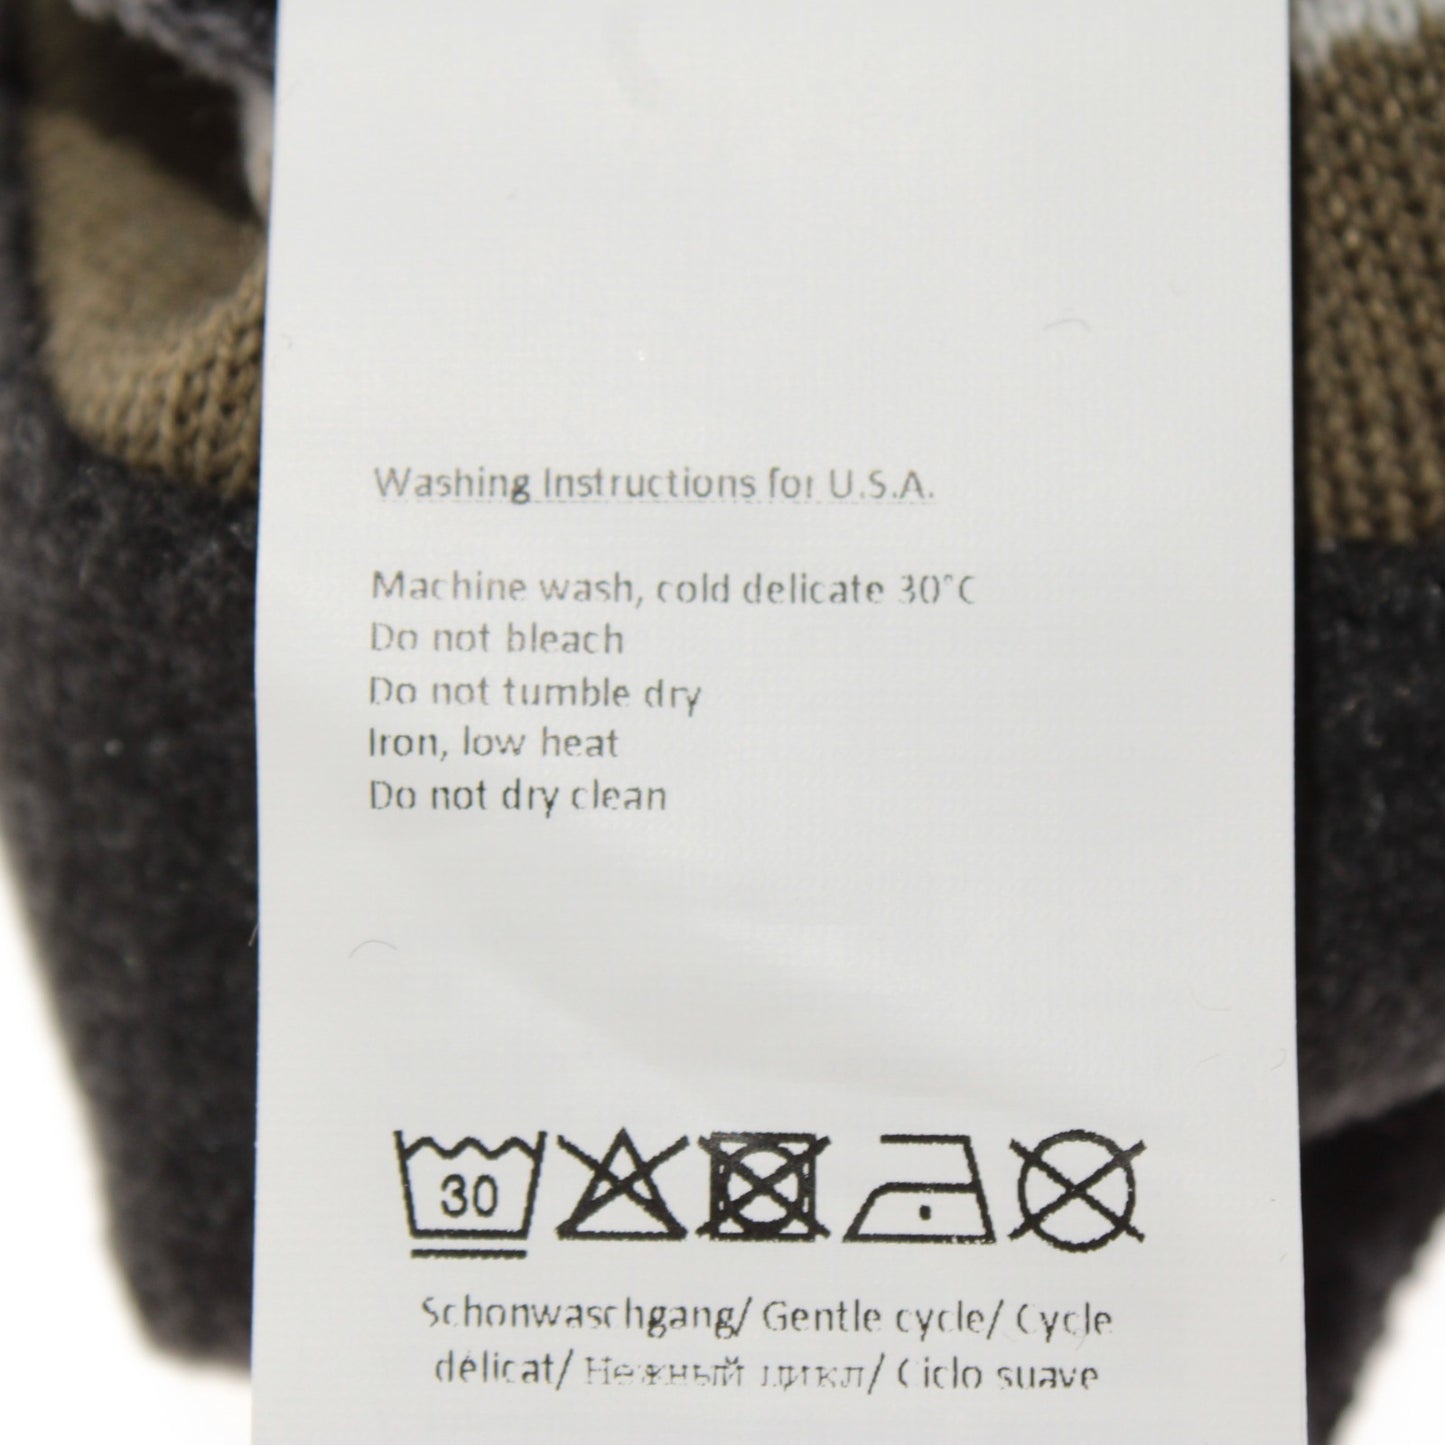 Washing Instructions for U.S.A.
Machine wash, cold delicate 30°C
Do not bleach
Do not tumble dry
Iron, low heat
Do not dry clean
30
Schonwaschgang/ Gentle cycle/ Cycle
délicat/ Нежный цикл/ Ciclo suave